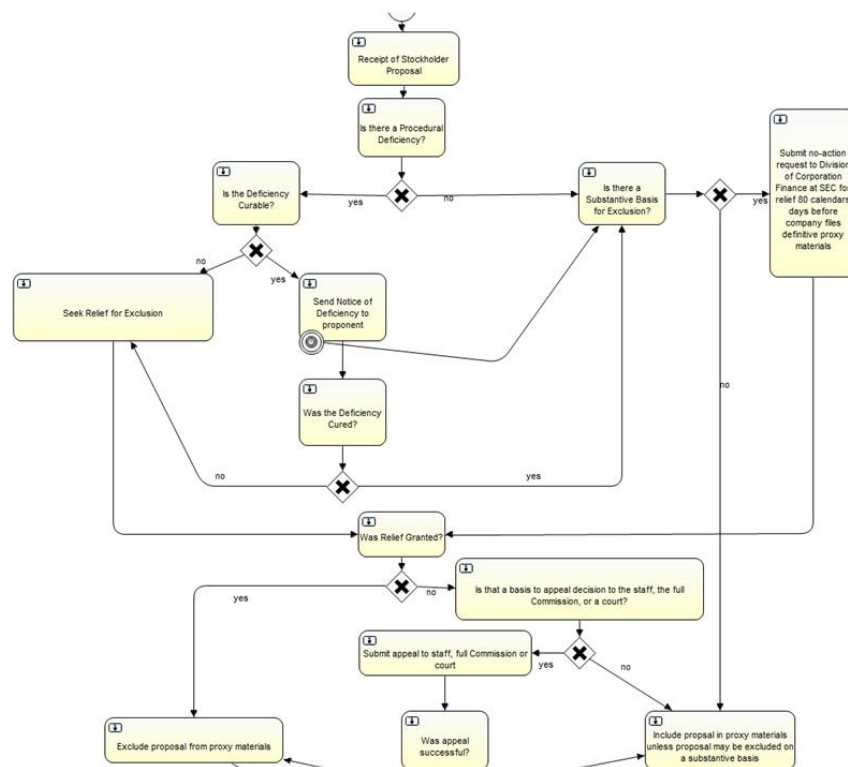 Receipt of Stockholder
Proposal
Is there a Procedural
Deficiency?
Is the Deficiency
Curable?
yes
no
Is there a
Substantive Basis
for Exclusion?
yes
Submit no-action
request to Division
of Corporation
Finance at SEC for
relief 80 calendars
days before
company files
definitive proxy
materials
no
yes
Seek Relief for Exclusion
Send Notice of
Deficiency to
proponent
no
Was the Deficiency
Cured?
no
yes
Was Relief Granted?
yes
no
Is that a basis to appeal decision to the staff, the full
Commission, or a court?
Submit appeal to staff, full Commission or
court
yes
no
Exclude proposal from proxy materials
Was appeal
successful?
Include propsal in proxy materials
unless proposal may be excluded on
a substantive basis